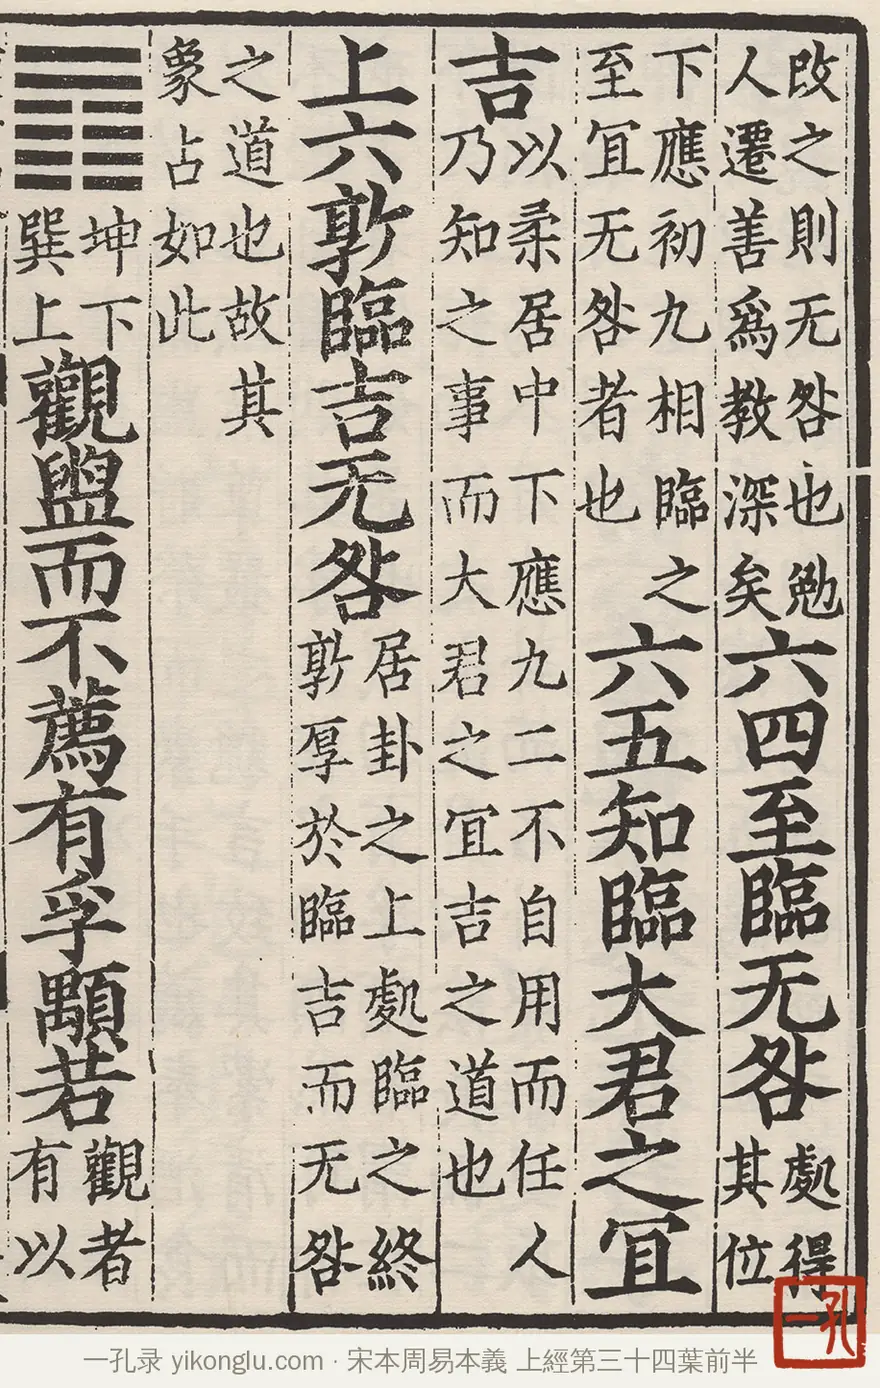 改之則无咎也勉人遷善爲教深矣六四至臨无咎處得其位
下應初九相臨之至冝无咎者也六五知臨大君之冝
吉以柔居中下應九二不自用而任人乃知之事而大君之冝吉之道也
上六敦臨吉无咎居卦之上處臨之終敦厚於臨吉而无咎
之道也故其象占如此
䷓坤下巽上觀盥而不薦有孚顒若觀者有以
一孔
一孔录 yikonglu.com · 宋本周易本義 上經第三十四葉前半